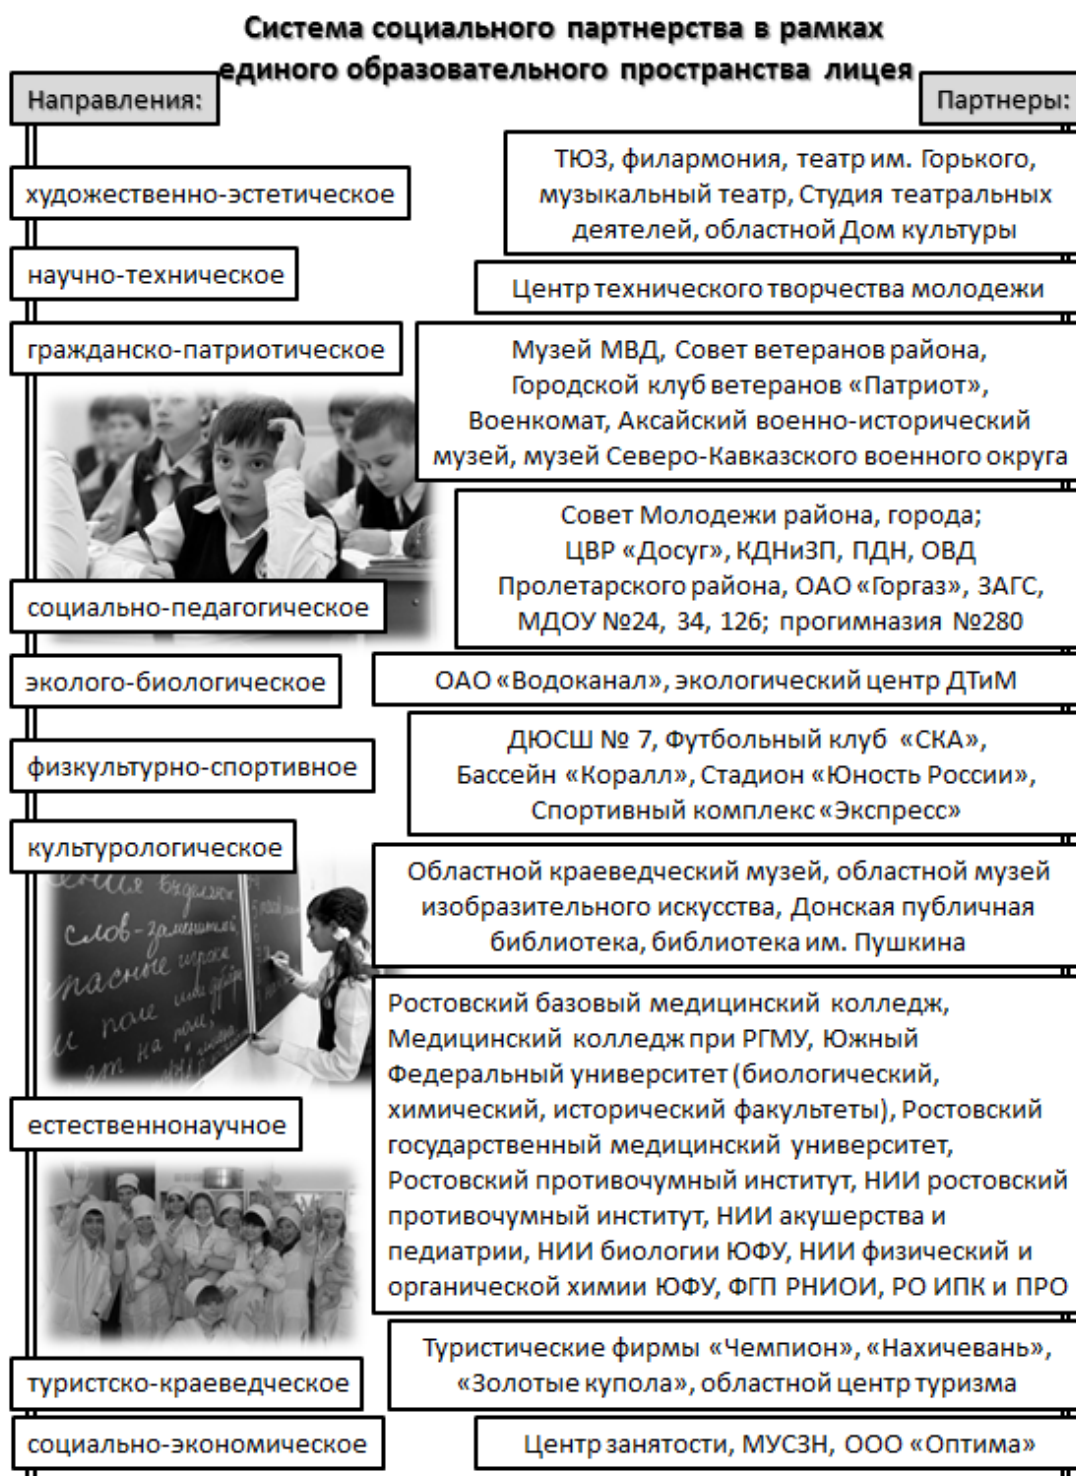 Система социального партнерства в рамках
единого образовательного пространства лицея
Направления:
Партнеры:
художественно-эстетическое
ТЮЗ, филармония, театр им. Горького,
музыкальный театр, Студия театральных
деятелей, областной Дом культуры
научно-техническое
Центр технического творчества молодежи
гражданско-патриотическое
Музей МВД, Совет ветеранов района,
Городской клуб ветеранов «Патриот»,
Военкомат, Аксайский военно-исторический
музей, музей Северо-Кавказского военного округа
социально-педагогическое
Совет Молодежи района, города;
ЦВР «Досуг», КДНиЗП, ПДН, ОВД
Пролетарского района, ОАО «Горгаз», ЗАГС,
МДОУ №24, 34, 126; прогимназия №280
эколого-биологическое
ОАО «Водоканал», экологический центр ДТиМ
физкультурно-спортивное
ДЮСШ № 7, Футбольный клуб «СКА»,
Бассейн «Коралл», Стадион «Юность России»,
Спортивный комплекс «Экспресс»
культурологическое
Областной краеведческий музей, областной музей
изобразительного искусства, Донская публичная
библиотека, библиотека им. Пушкина
выделяют
слов-заменителей
опасные игроке
и поле или
на поле,
естественнонаучное
Ростовский базовый медицинский колледж,
Медицинский колледж при РГМУ, Южный
Федеральный университет (биологический,
химический, исторический факультеты), Ростовский
государственный медицинский университет,
Ростовский противочумный институт, НИИ ростовский
противочумный институт, НИИ акушерства и
педиатрии, НИИ биологии ЮФУ, НИИ физический и
органической химии ЮФУ, ФГП РНИОИ, РО ИПК и ПРО
туристско-краеведческое
Туристические фирмы «Чемпион», «Нахичевань»,
«Золотые купола», областной центр туризма
социально-экономическое
Центр занятости, МУСЗН, ООО «Оптима»